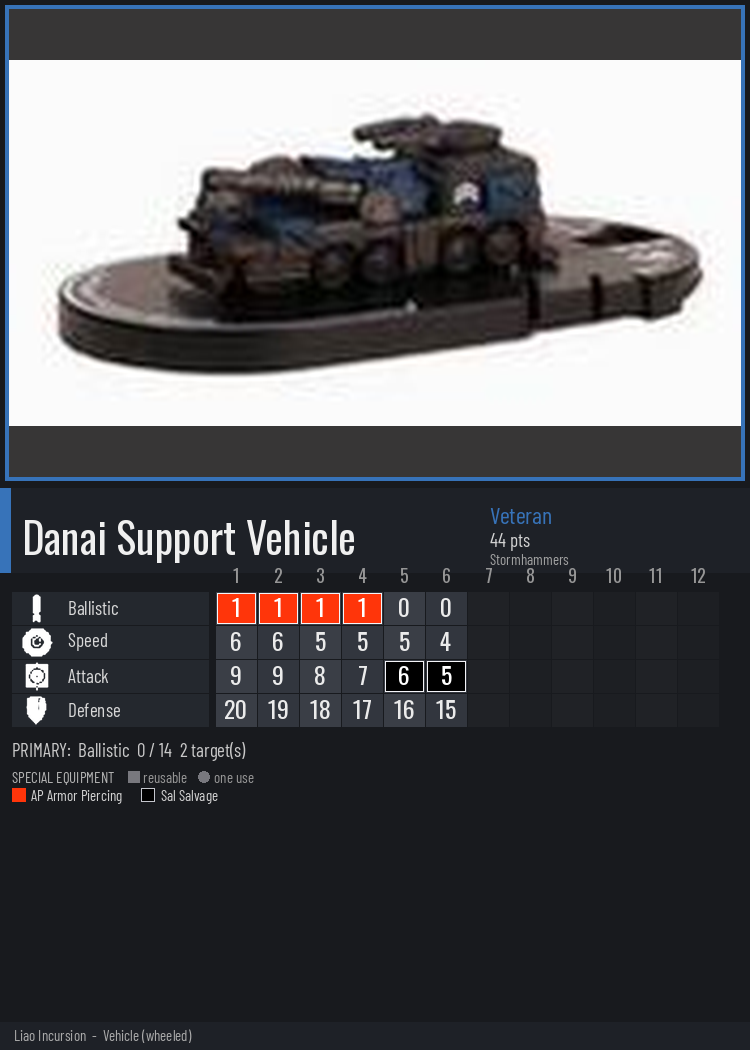 Danai Support Vehicle
Veteran
44 pts
Stormhammers
1 2 3 4 5 6 7 8 9 10 11 12
Ballistic 1 1 1 1 0 0
Speed 6 6 5 5 5 4
Attack 9 9 8 7 6 5
Defense 20 19 18 17 16 15
PRIMARY: Ballistic 0 / 14 2 target(s)
SPECIAL EQUIPMENT reusable one use
AP Armor Piercing Sal Salvage
Liao Incursion - Vehicle (wheeled)